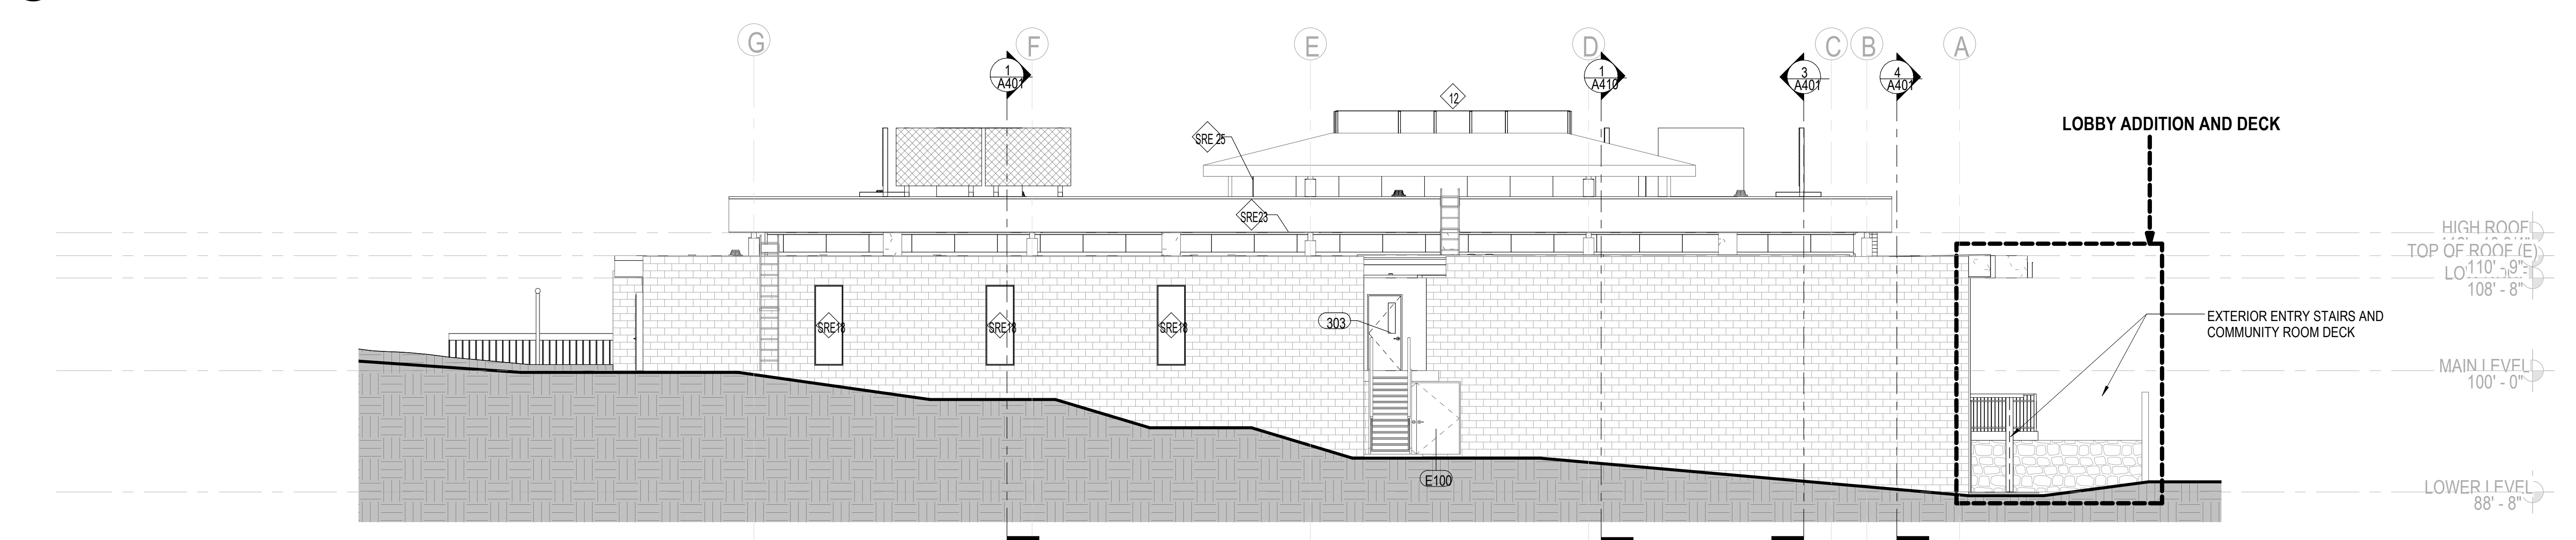 G
F
E
D
C
B
A
1
A401
1
A410
3
A401
4
A401
12
LOBBY ADDITION AND DECK
SRE 25
SRE23
HIGH ROOF
TOP OF ROOF (E)
110' - 9"
108' - 8"
SRE18
SRE18
SRE18
303
EXTERIOR ENTRY STAIRS AND
COMMUNITY ROOM DECK
MAIN LEVEL
100' - 0"
E100
LOWER LEVEL
88' - 8"